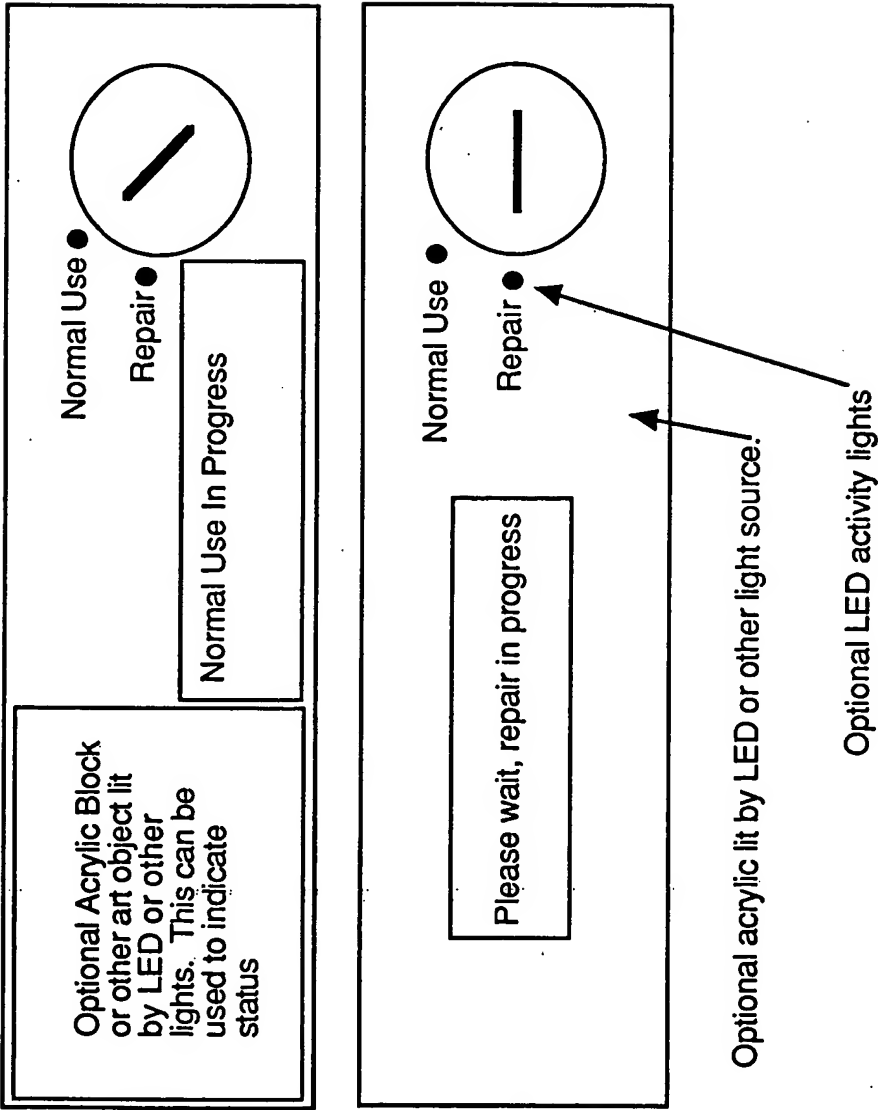 Optional Acrylic Block
or other art object lit
by LED or other
lights. This can be
used to indicate
status
Normal Use In Progress
Normal Use
Repair
Please wait, repair in progress
Normal Use
Repair
Optional acrylic lit by LED or other light source.
Optional LED activity lights